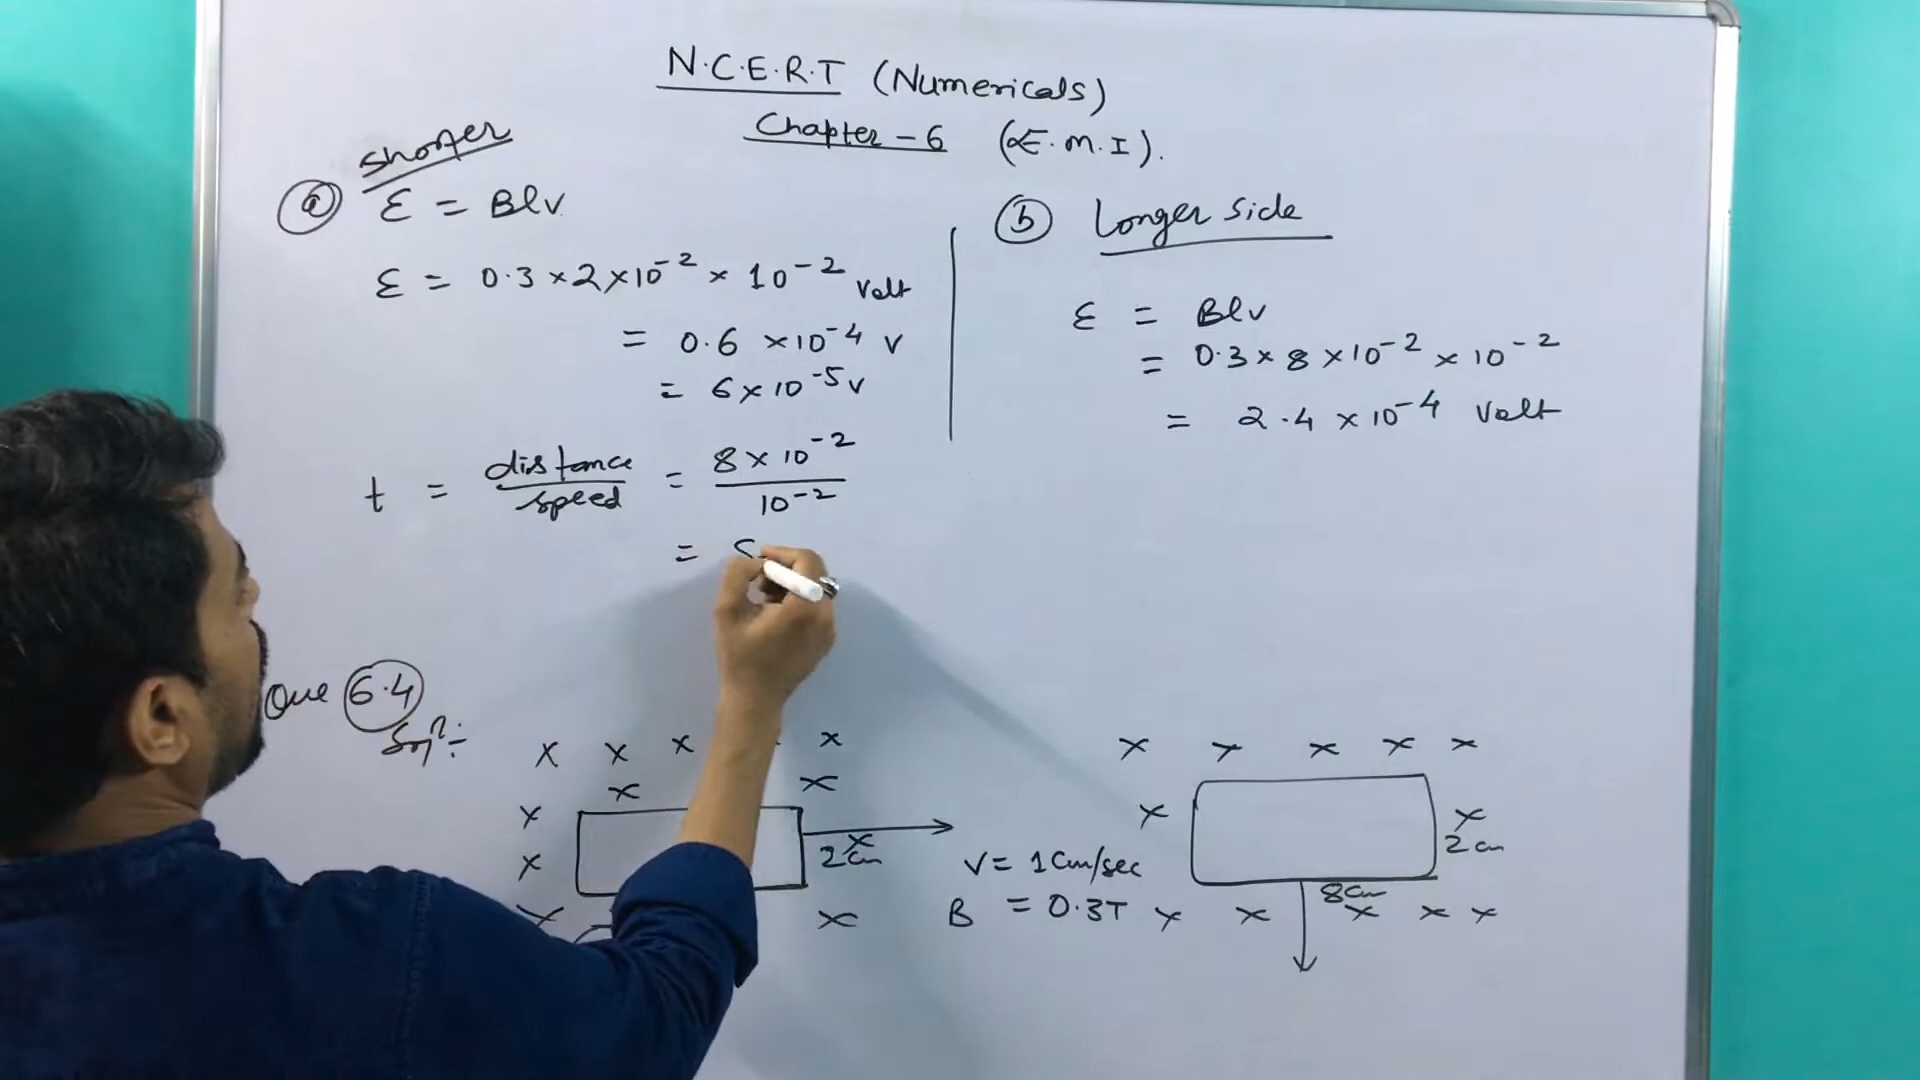 N.C.E.R.T (Numericals)
Chapter - 6 (E.M.I).
shorter
(a) ε = Blv
ε = 0.3 × 2 × 10⁻² × 10⁻² Volt
= 0.6 × 10⁻⁴ V
= 6 × 10⁻⁵ V
t = distance / speed = 8 × 10⁻² / 10⁻²
=
(b) Longer side
ε = Blv
= 0.3 × 8 × 10⁻² × 10⁻²
= 2.4 × 10⁻⁴ Volt
Que 6.4
Solⁿ :-
x x x x
x x
x
x
x x
2cm
V = 1 cm/sec
B = 0.3T
x x x x x
x x
2cm
8cm
x x x x x